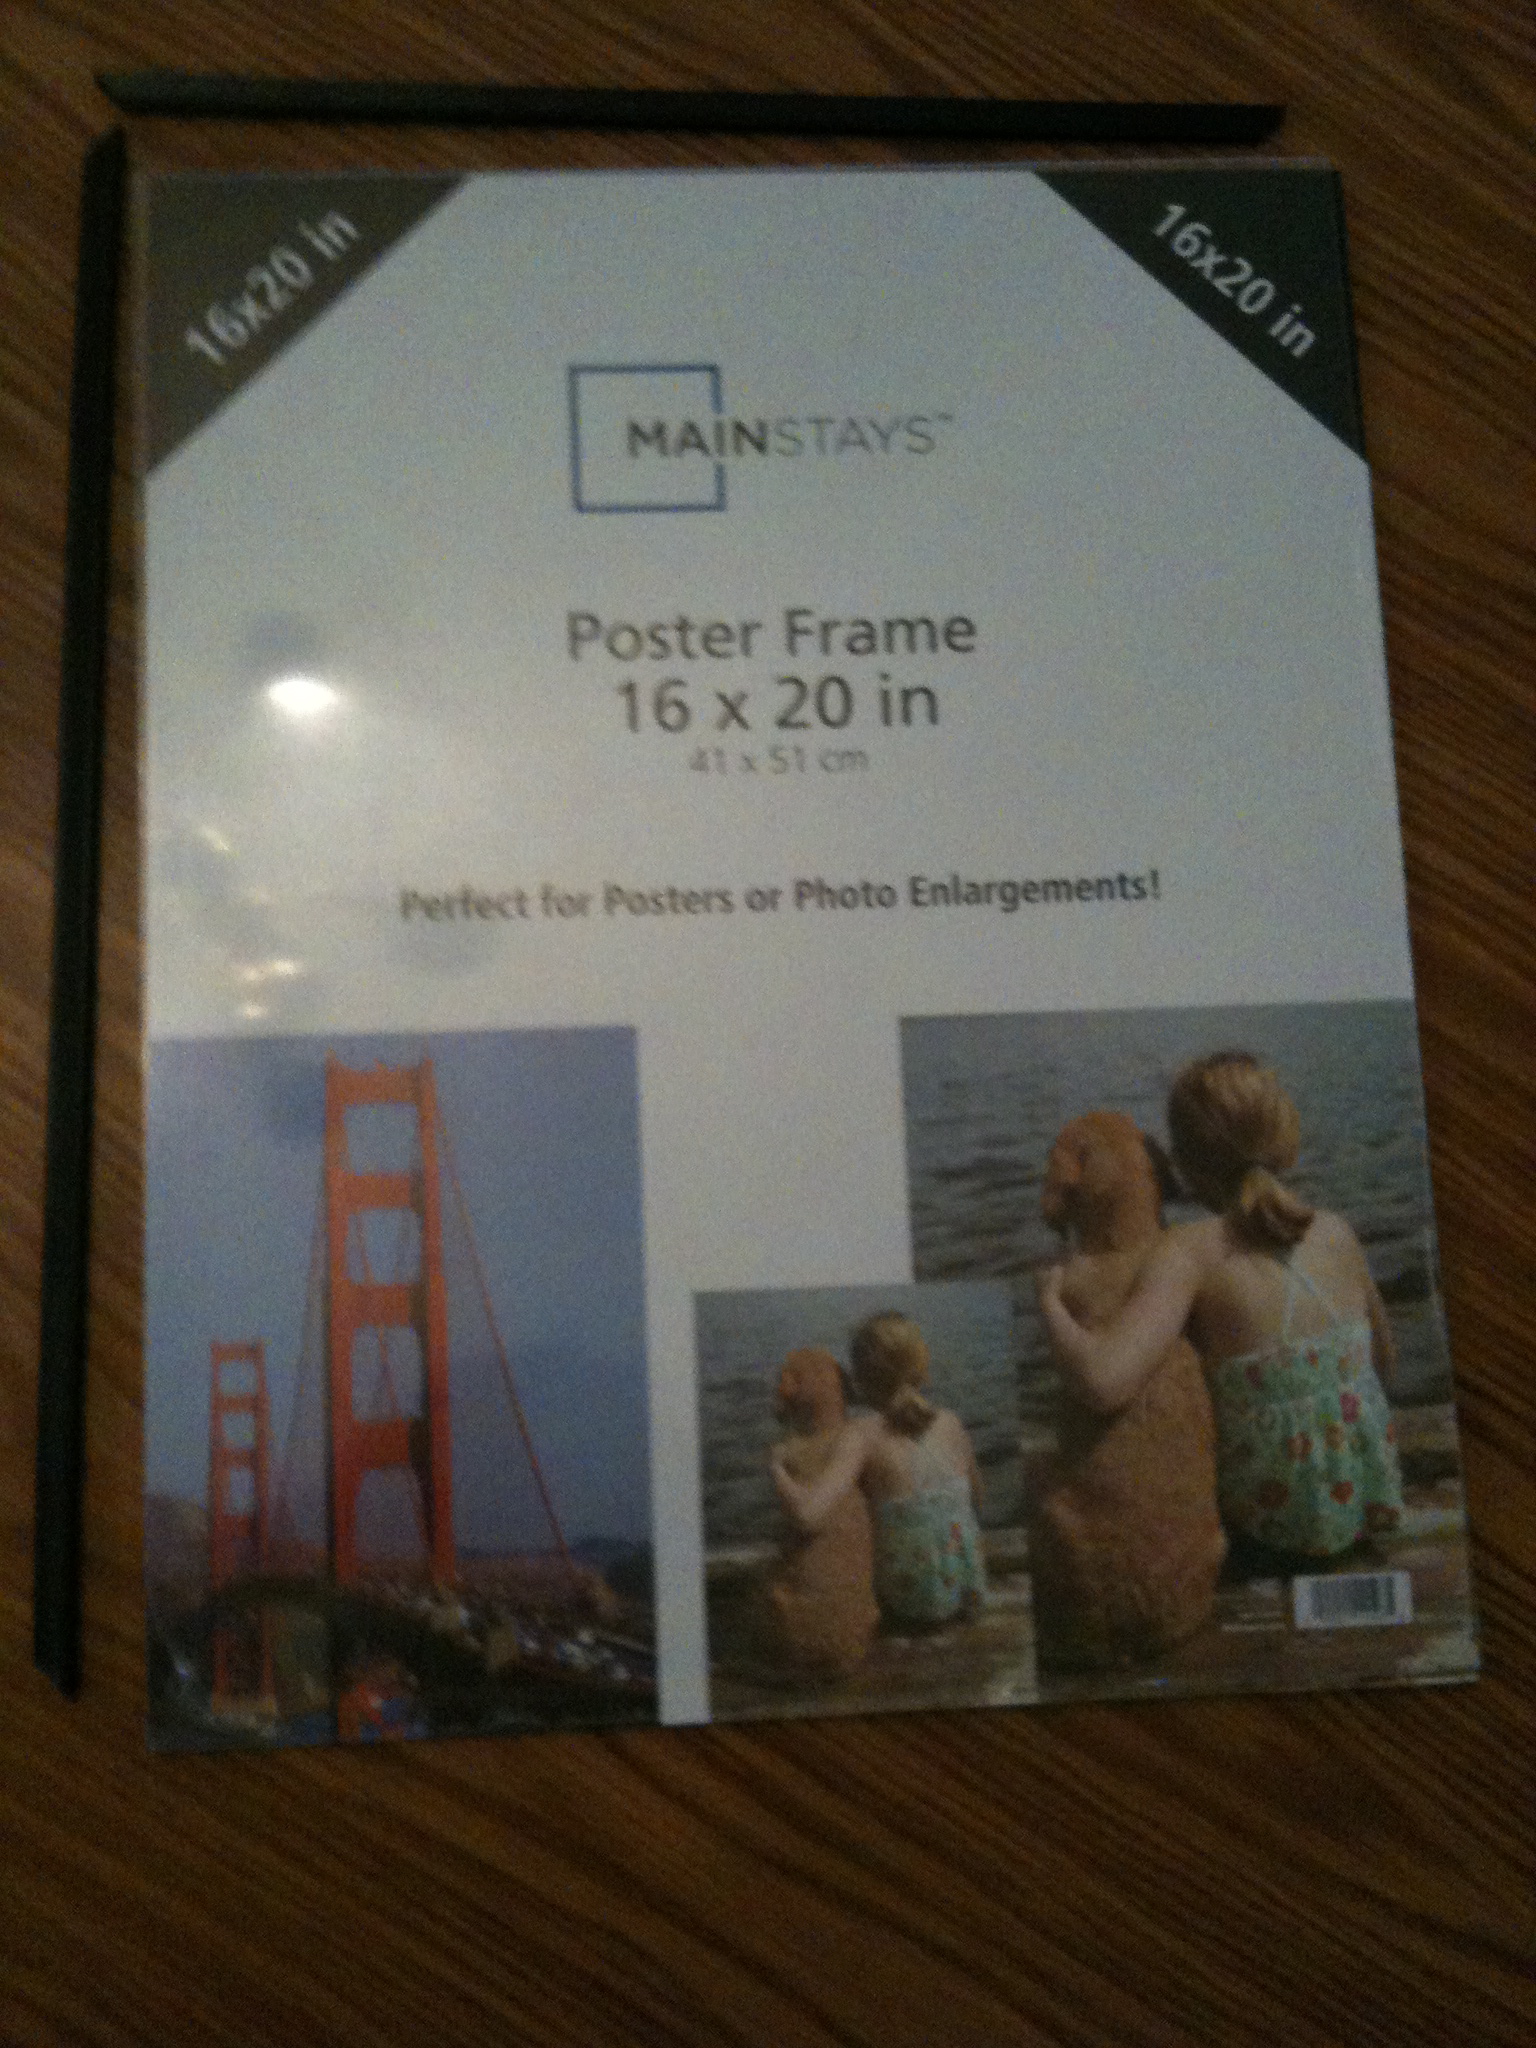 16x20 in
16x20 in
MAINSTAYS™
Poster Frame
16 x 20 in
41 x 51 cm
Perfect for Posters or Photo Enlargements!